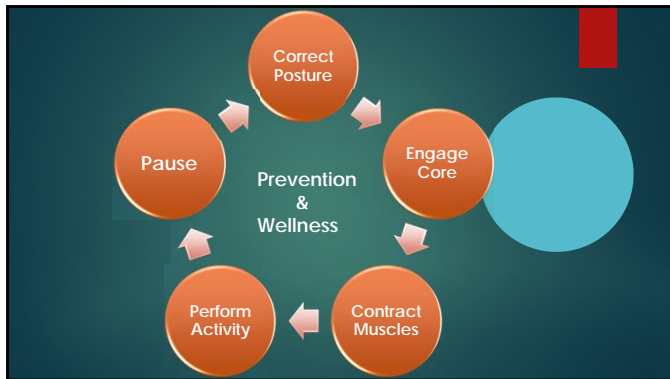 Correct
Posture
Engage
Core
Contract
Muscles
Perform
Activity
Pause
Prevention
&
Wellness